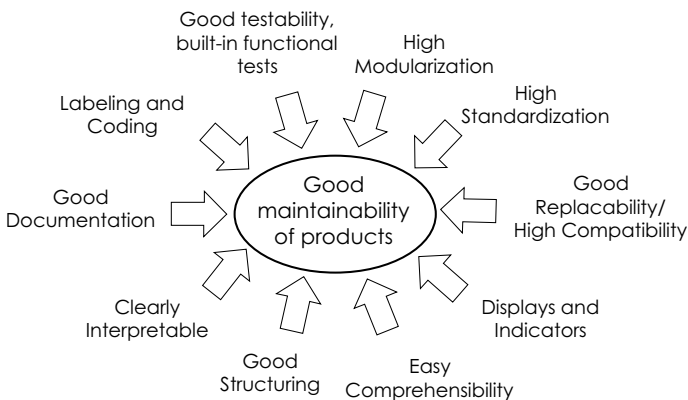 Good testability,
built-in functional
tests
High
Modularization
Labeling and
Coding
High
Standardization
Good
Documentation
Good
maintainability
of products
Good
Replacability/
High Compatibility
Clearly
Interpretable
Displays and
Indicators
Good
Structuring
Easy
Comprehensibility